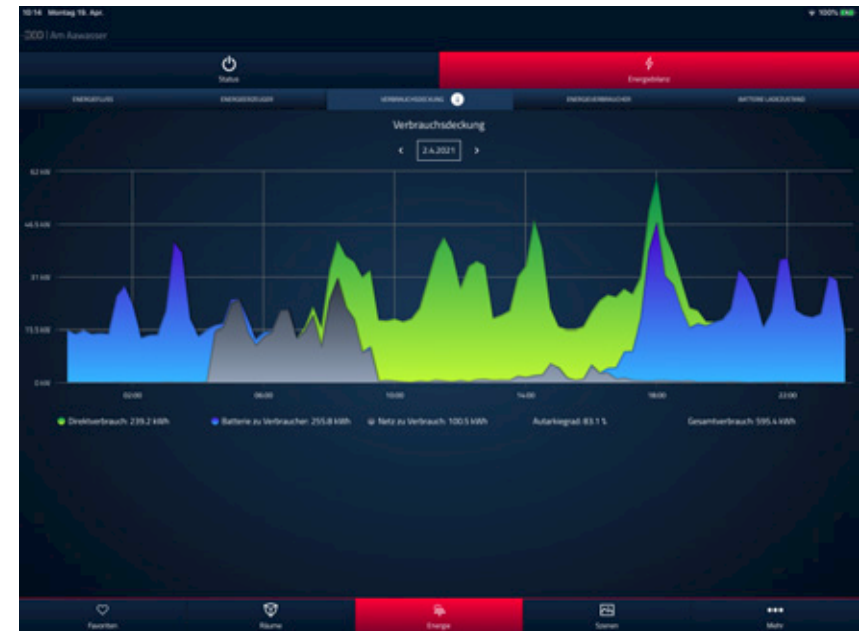 10:14 Montag 19. Apr. 100%
| Am Aawasser
Status Energiebilanz
ENERGIEFLUSS ENERGIEERZEUGER VERBRAUCHSDECKUNG ENERGIEVERBRAUCHER BATTERIE LADEZUSTAND
Verbrauchsdeckung
< 2.4.2021 >
62 kW
46.5 kW
31 kW
15.5 kW
0 kW
02:00 06:00 10:00 14:00 18:00 22:00
Direktverbrauch: 239.2 kWh Batterie zu Verbraucher: 255.8 kWh Netz zu Verbrauch: 100.5 kWh Autarkiegrad: 83.1 % Gesamtverbrauch: 595.4 kWh
Favoriten Räume Energie Szenen Mehr